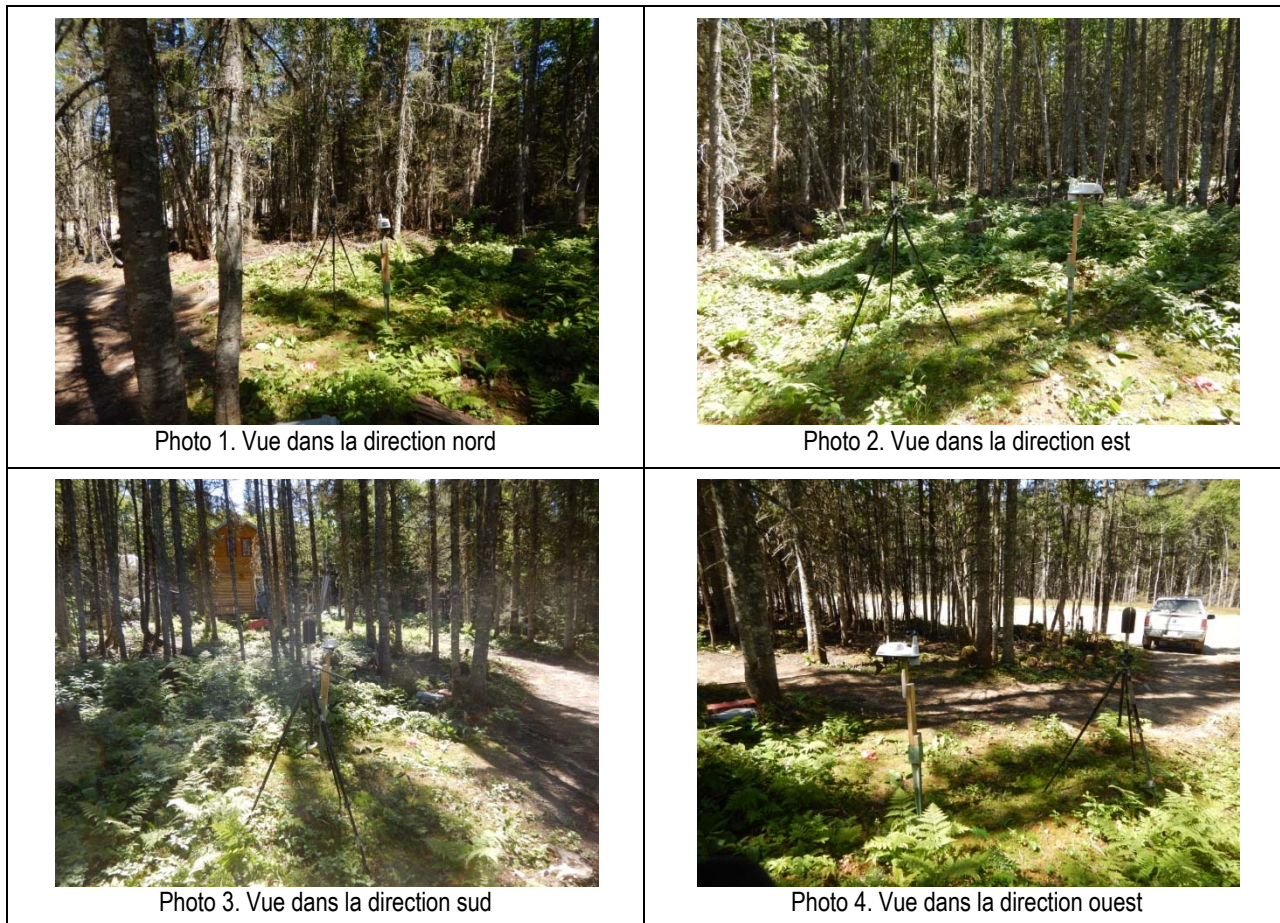 Photo 1. Vue dans la direction nord
Photo 2. Vue dans la direction est
Photo 3. Vue dans la direction sud
Photo 4. Vue dans la direction ouest